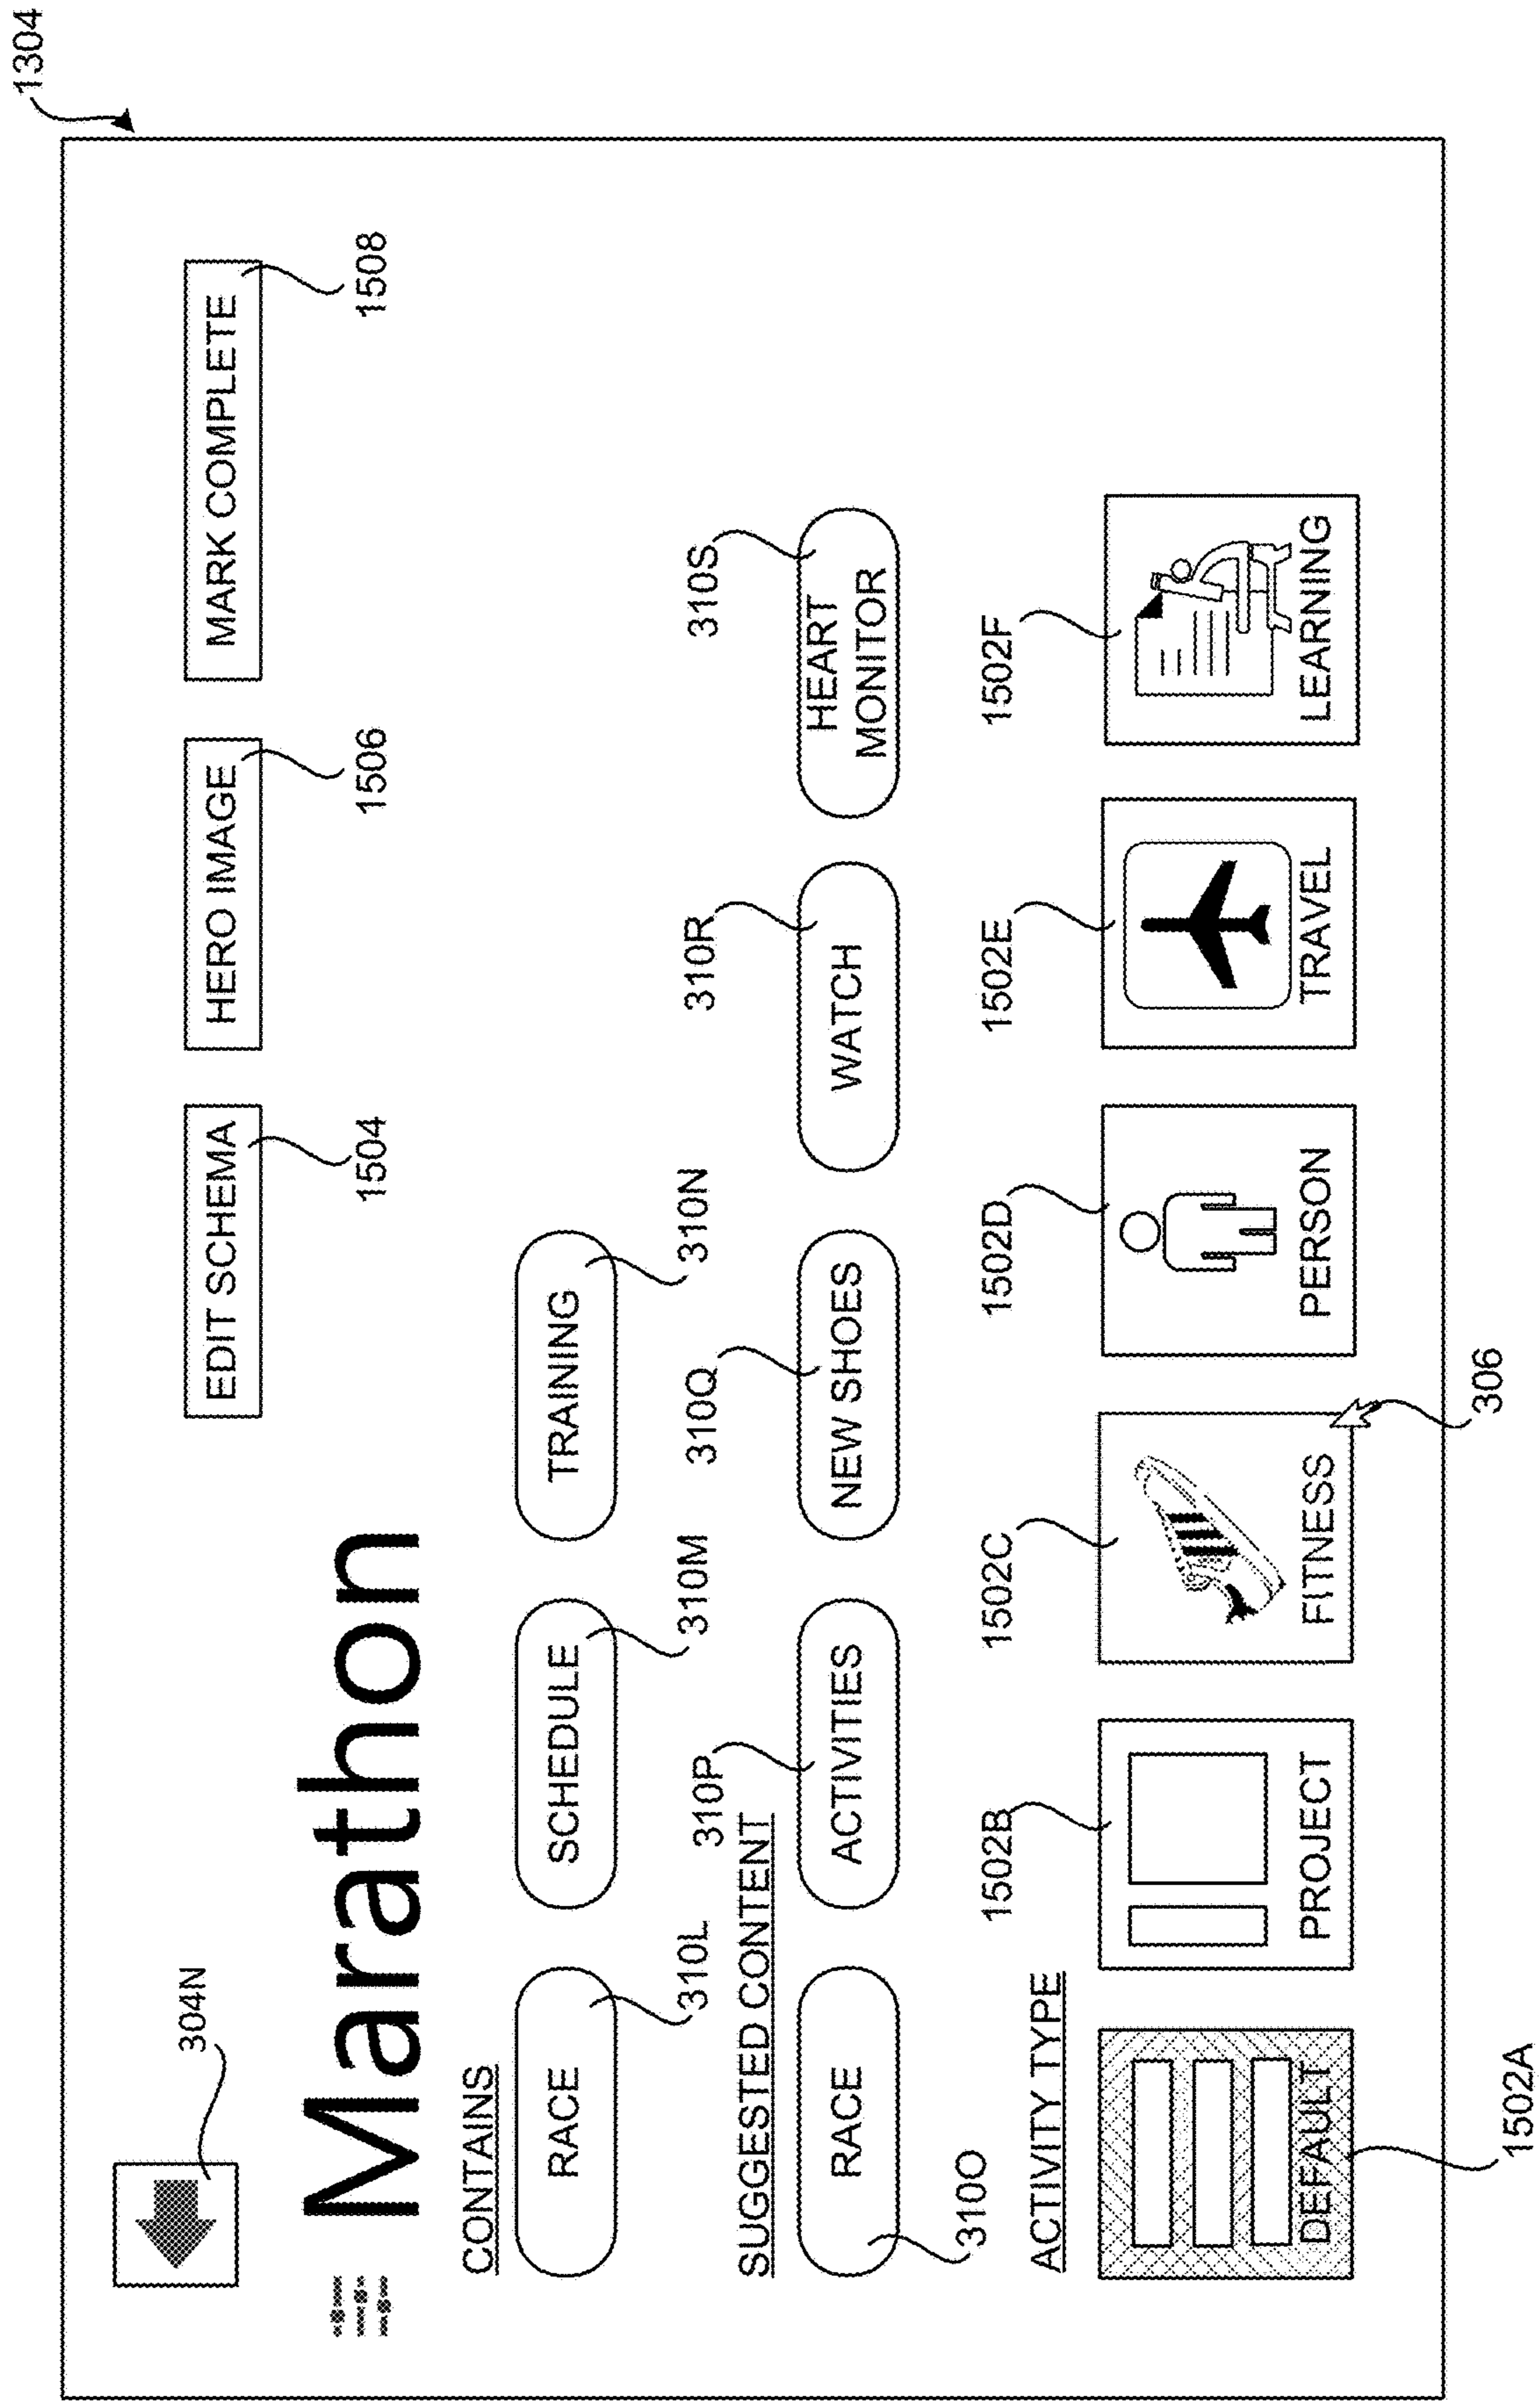 1304
304N
EDIT SCHEMA
HERO IMAGE
MARK COMPLETE
1504
1506
1508
Marathon
CONTAINS
RACE
SCHEDULE
TRAINING
310L
310M
310N
SUGGESTED CONTENT
310P
310Q
310R
310S
RACE
ACTIVITIES
NEW SHOES
WATCH
HEART
MONITOR
310O
ACTIVITY TYPE
1502B
1502C
1502D
1502E
1502F
DEFAULT
PROJECT
FITNESS
PERSON
TRAVEL
LEARNING
1502A
306